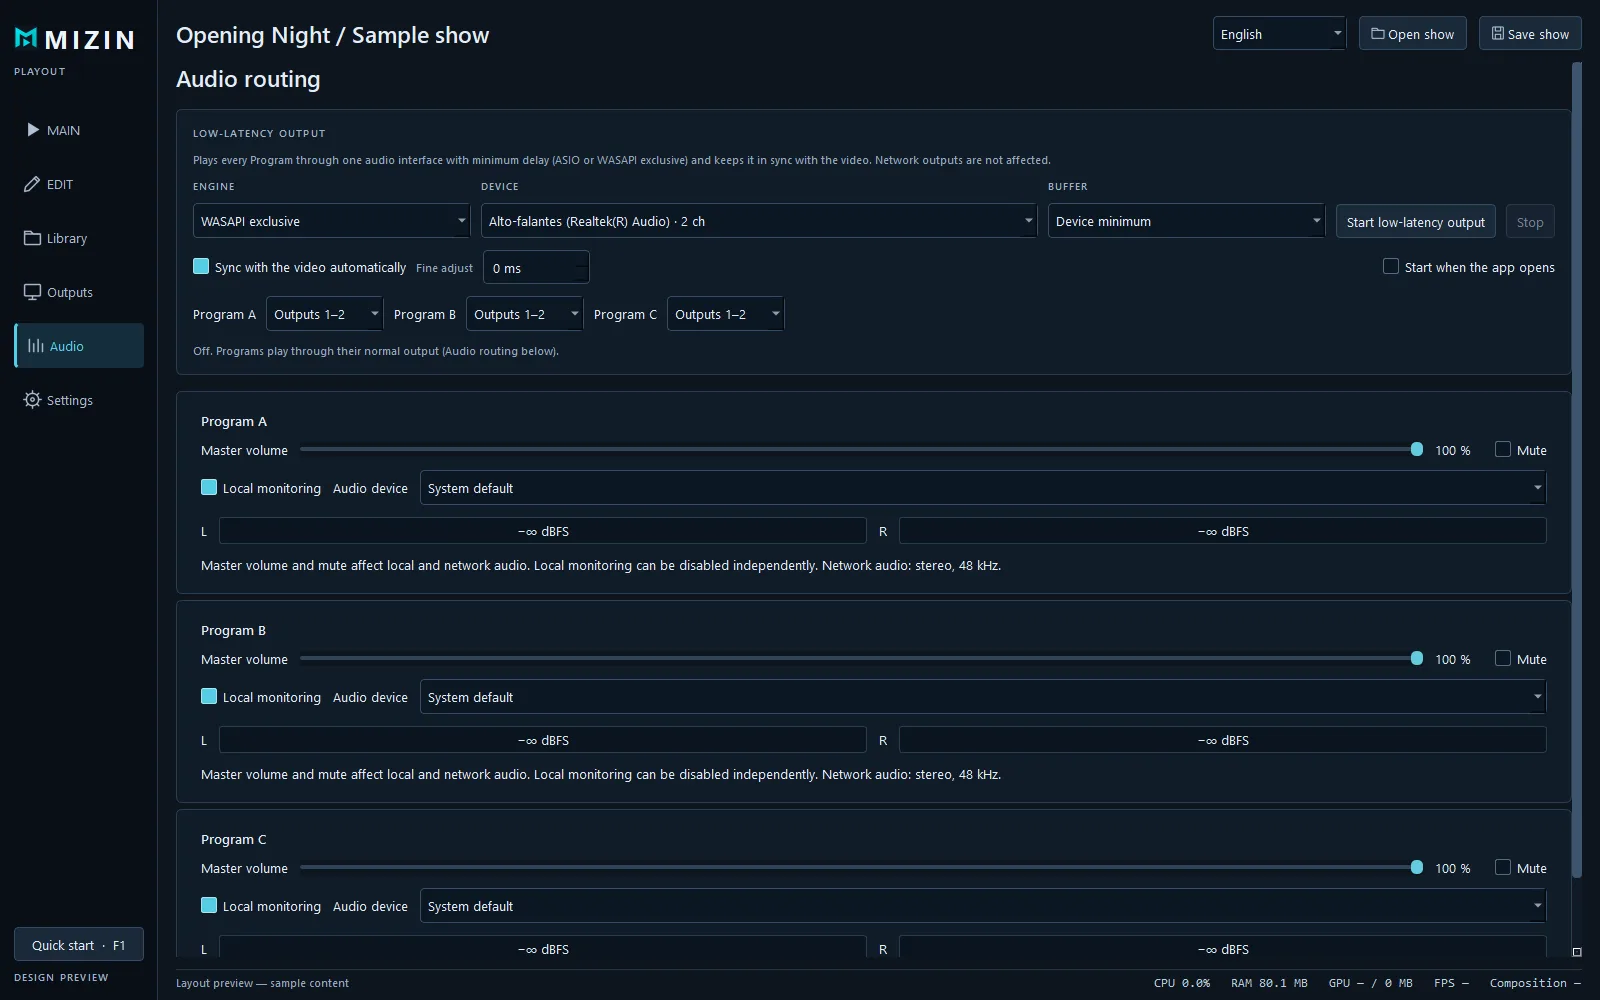 MIZIN
PLAYOUT
MAIN
EDIT
Library
Outputs
Audio
Settings
Quick start · F1
DESIGN PREVIEW
Opening Night / Sample show
English
Open show
Save show
Audio routing
LOW-LATENCY OUTPUT
Plays every Program through one audio interface with minimum delay (ASIO or WASAPI exclusive) and keeps it in sync with the video. Network outputs are not affected.
ENGINE DEVICE BUFFER
WASAPI exclusive Alto-falantes (Realtek(R) Audio) · 2 ch Device minimum Start low-latency output Stop
Sync with the video automatically Fine adjust 0 ms Start when the app opens
Program A Outputs 1–2 Program B Outputs 1–2 Program C Outputs 1–2
Off. Programs play through their normal output (Audio routing below).
Program A
Master volume 100 % Mute
Local monitoring Audio device System default
L −∞ dBFS R −∞ dBFS
Master volume and mute affect local and network audio. Local monitoring can be disabled independently. Network audio: stereo, 48 kHz.
Program B
Master volume 100 % Mute
Local monitoring Audio device System default
L −∞ dBFS R −∞ dBFS
Master volume and mute affect local and network audio. Local monitoring can be disabled independently. Network audio: stereo, 48 kHz.
Program C
Master volume 100 % Mute
Local monitoring Audio device System default
L −∞ dBFS R −∞ dBFS
Layout preview — sample content
CPU 0.0% RAM 80.1 MB GPU — / 0 MB FPS — Composition —